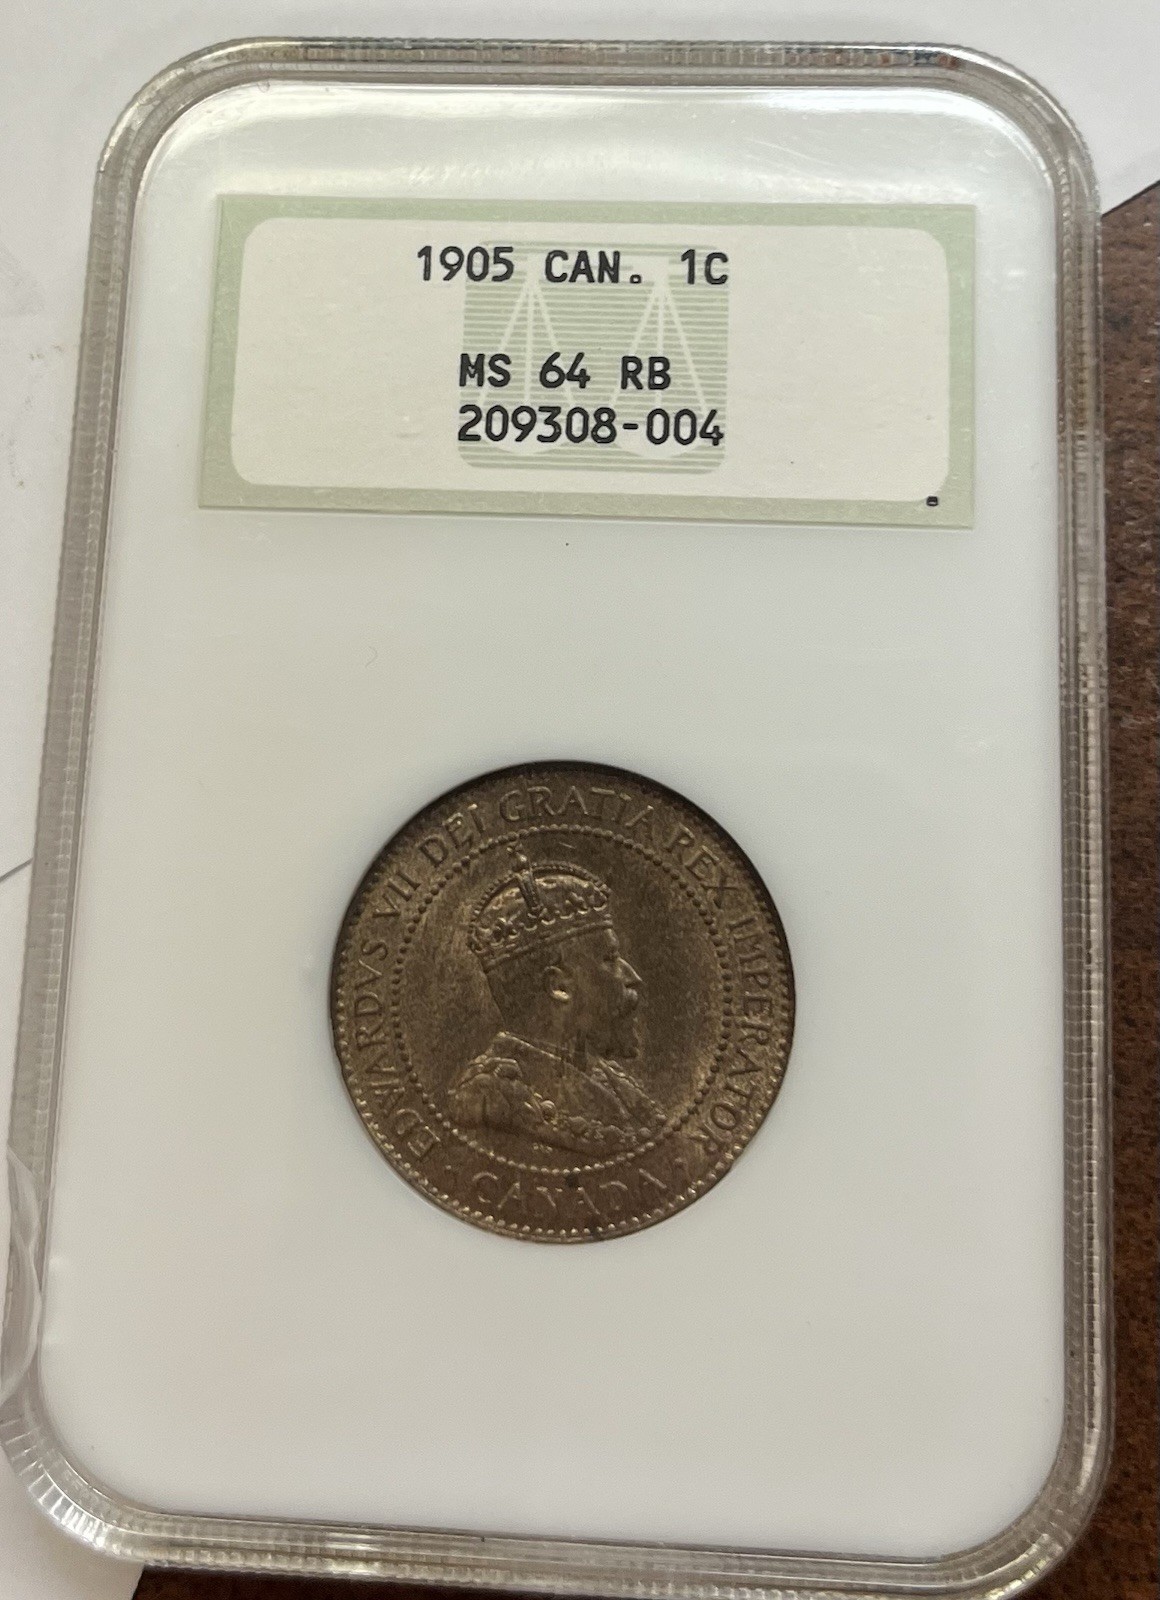 1905 CAN. 1C
MS 64 RB
209308-004
EDWARDVS VII DEI GRATIA REX IMPERATOR
· CANADA ·